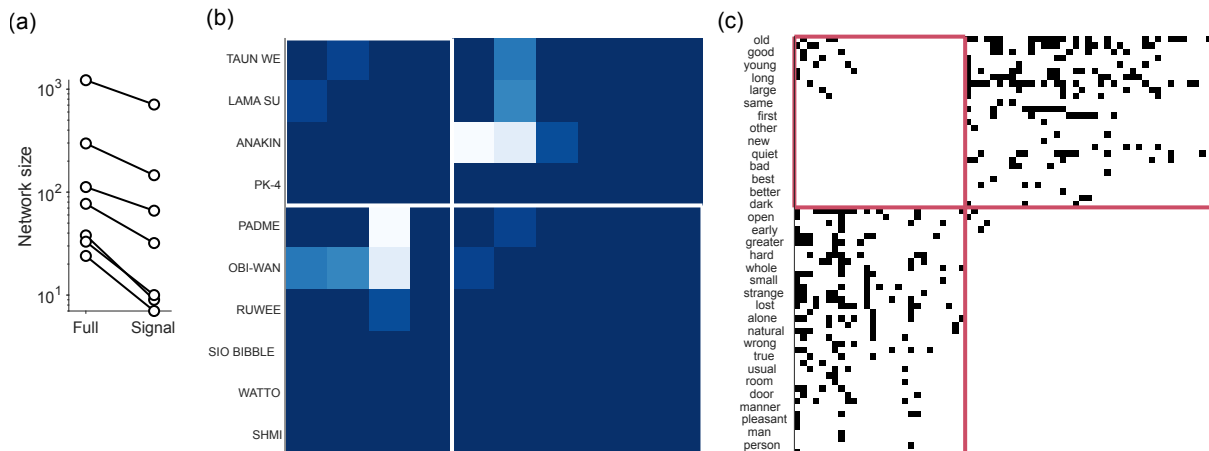 (a)
10³
10²
10¹
Network size
Full
Signal
(b)
TAUN WE
LAMA SU
ANAKIN
PK-4
PADME
OBI-WAN
RUWEE
SIO BIBBLE
WATTO
SHMI
(c)
old
good
young
long
large
same
first
other
new
quiet
bad
best
better
dark
open
early
greater
hard
whole
small
strange
lost
alone
natural
wrong
true
usual
room
door
manner
pleasant
man
person